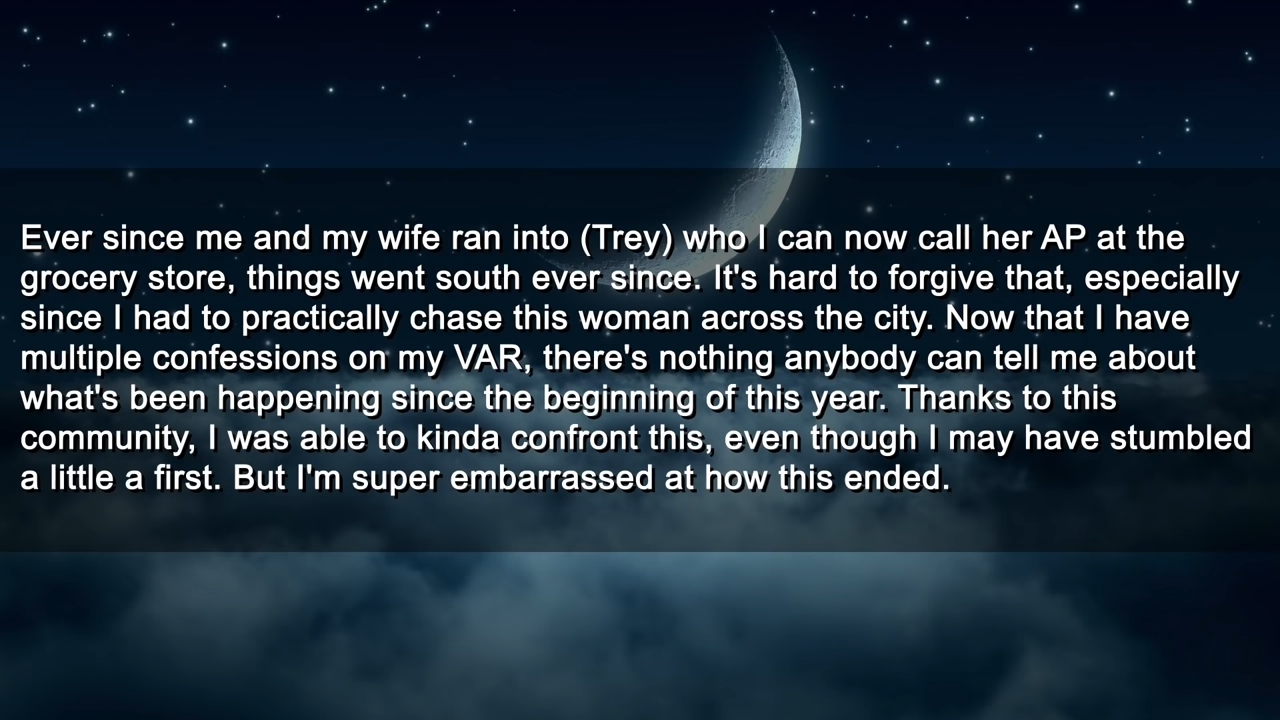 Ever since me and my wife ran into (Trey) who I can now call her AP at the
grocery store, things went south ever since. It's hard to forgive that, especially
since I had to practically chase this woman across the city. Now that I have
multiple confessions on my VAR, there's nothing anybody can tell me about
what's been happening since the beginning of this year. Thanks to this
community, I was able to kinda confront this, even though I may have stumbled
a little a first. But I'm super embarrassed at how this ended.